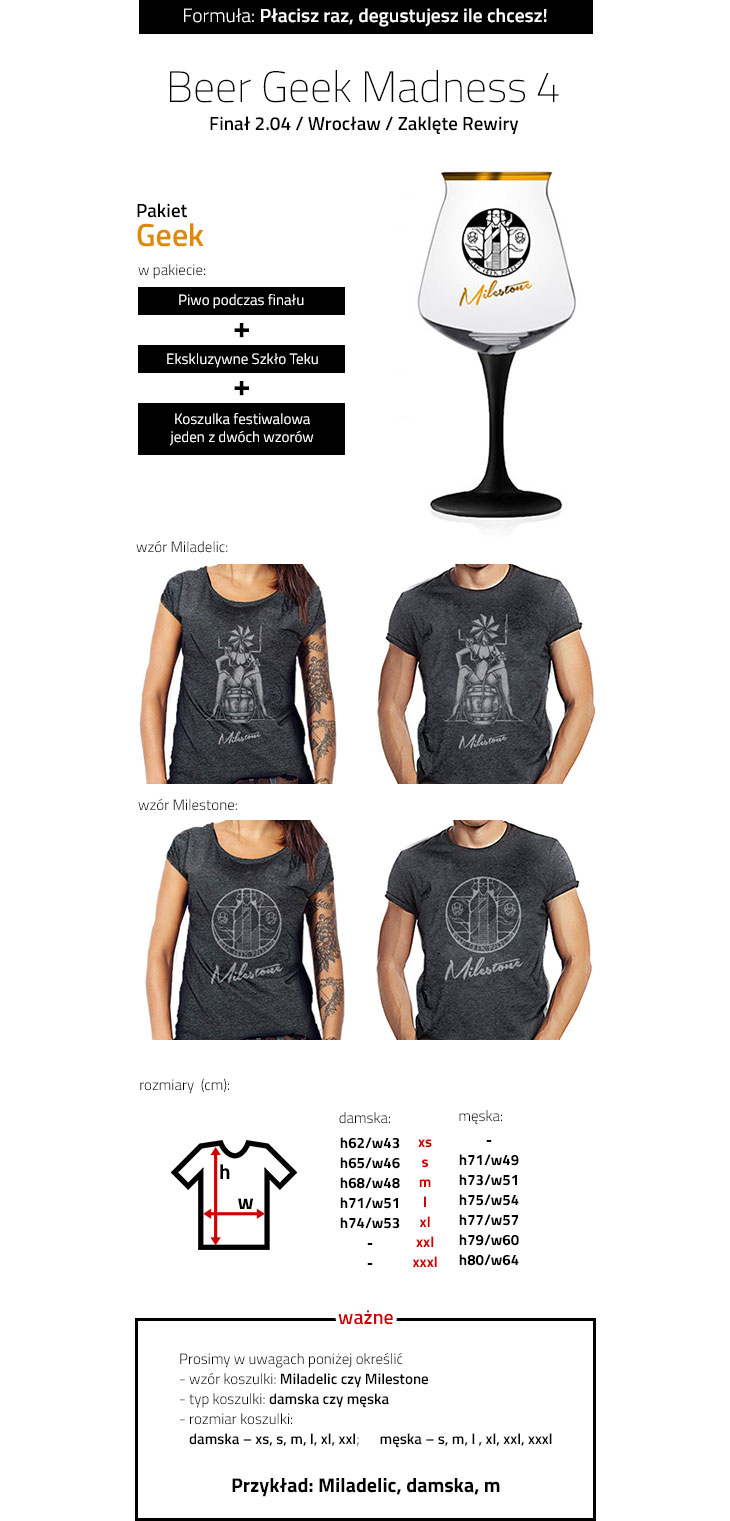 Formuła: Płacisz raz, degustujesz ile chcesz!
Beer Geek Madness 4
Finał 2.04 / Wrocław / Zaklęte Rewiry
Pakiet
Geek
w pakiecie:
Piwo podczas finału
+
Ekskluzywne Szkło Teku
+
Koszulka festiwalowa
jeden z dwóch wzorów
Milestone
wzór Miladelic:
Milestone
Milestone
wzór Milestone:
Milestone
Milestone
rozmiary (cm):
h
w
damska: męska:
h62/w43 xs -
h65/w46 s h71/w49
h68/w48 m h73/w51
h71/w51 l h75/w54
h74/w53 xl h77/w57
- xxl h79/w60
- xxxl h80/w64
ważne
Prosimy w uwagach poniżej określić
- wzór koszulki: Miladelic czy Milestone
- typ koszulki: damska czy męska
- rozmiar koszulki:
damska – xs, s, m, l, xl, xxl; męska – s, m, l , xl, xxl, xxxl
Przykład: Miladelic, damska, m